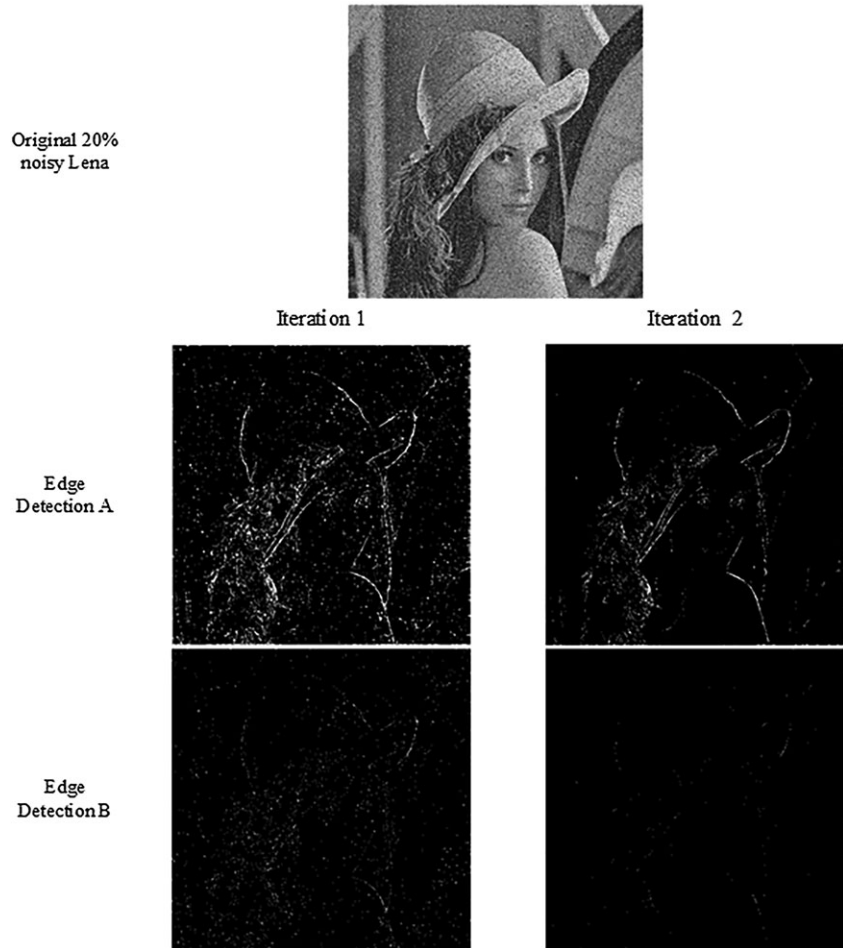 Original 20%
noisy Lena
Iteration 1
Iteration 2
Edge
Detection A
Edge
Detection B